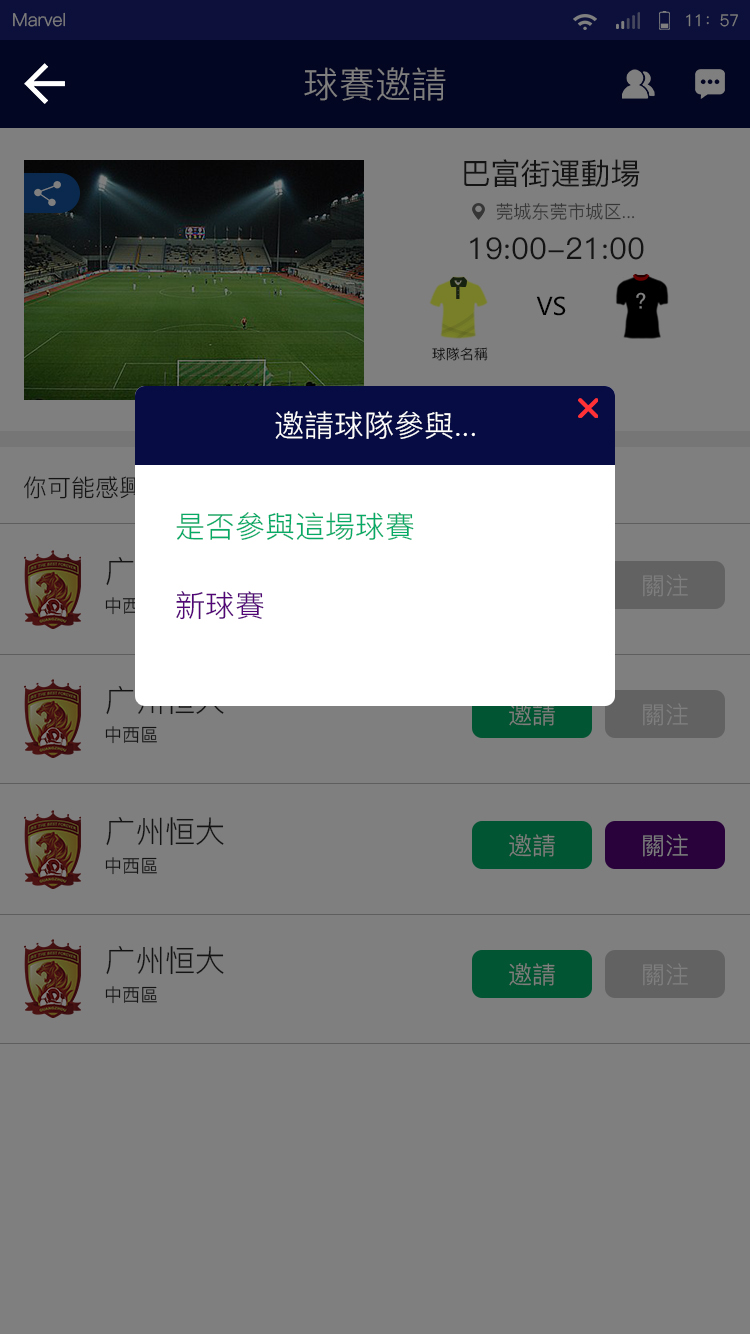 Marvel
11: 57
球賽邀請
巴富街運動場
莞城东莞市城区...
19:00–21:00
VS
?
球隊名稱
邀請球隊參與...
是否參與這場球賽
新球賽
你可能感興
广
中西
關注
中西區
邀請
關注
广州恒大
中西區
邀請
關注
广州恒大
中西區
邀請
關注